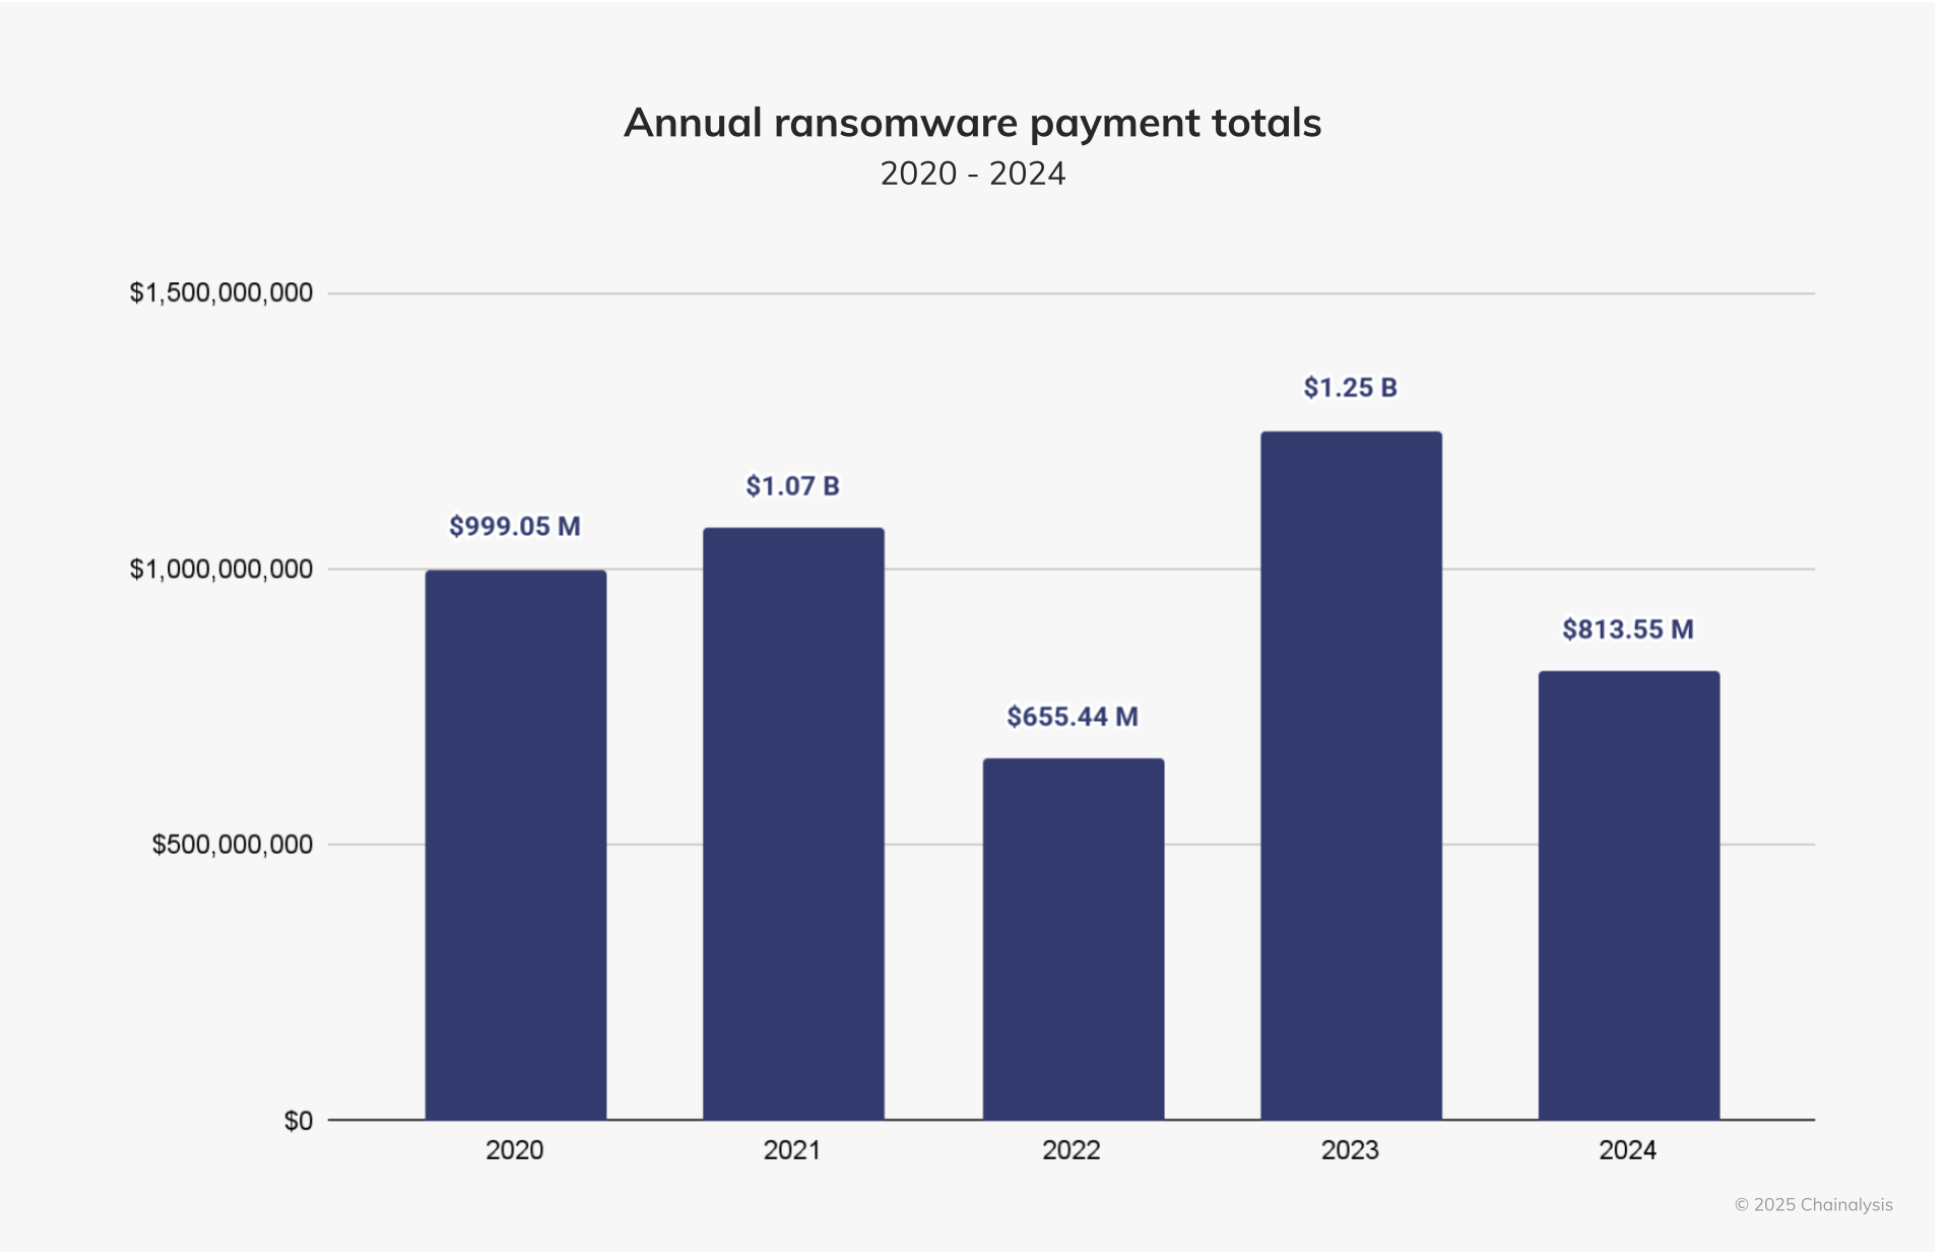 Annual ransomware payment totals
2020 - 2024
$1,500,000,000
$1.25 B
$1.07 B
$999.05 M
$1,000,000,000
$813.55 M
$655.44 M
$500,000,000
$0
2020 2021 2022 2023 2024
© 2025 Chainalysis